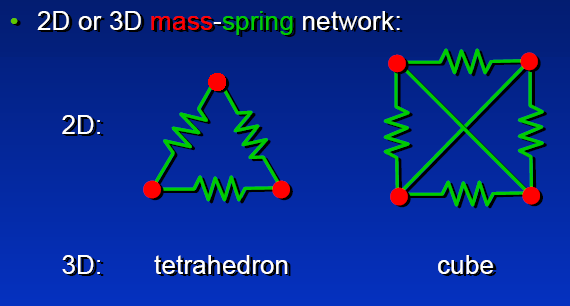 • 2D or 3D mass-spring network:
2D:
3D: tetrahedron cube